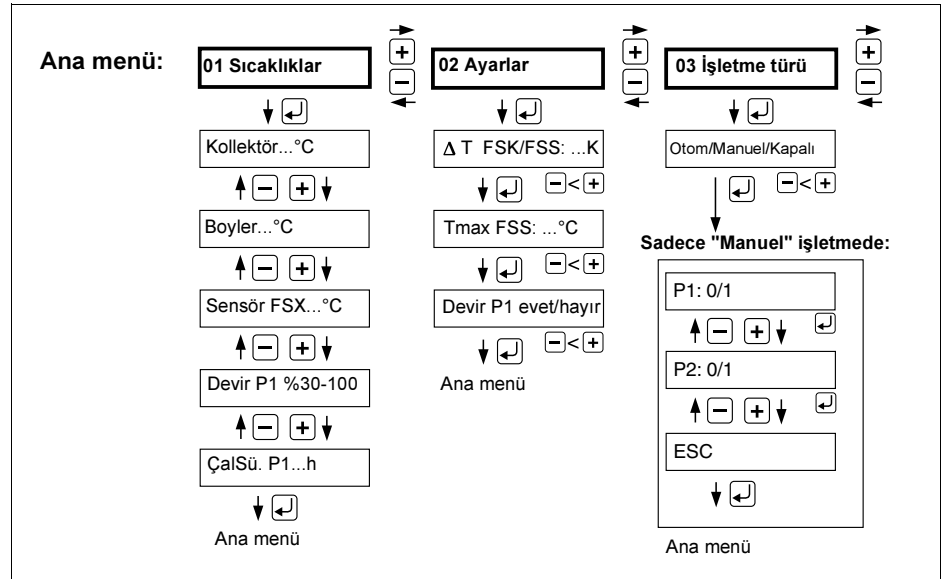 Ana menü:
01 Sıcaklıklar
Kollektör...°C
Boyler...°C
Sensör FSX...°C
Devir P1 %30-100
ÇalSü. P1...h
Ana menü
02 Ayarlar
Δ T FSK/FSS: ...K
− < +
Tmax FSS: ...°C
− < +
Devir P1 evet/hayır
− < +
Ana menü
03 İşletme türü
Otom/Manuel/Kapalı
− < +
Sadece "Manuel" işletmede:
P1: 0/1
P2: 0/1
ESC
Ana menü